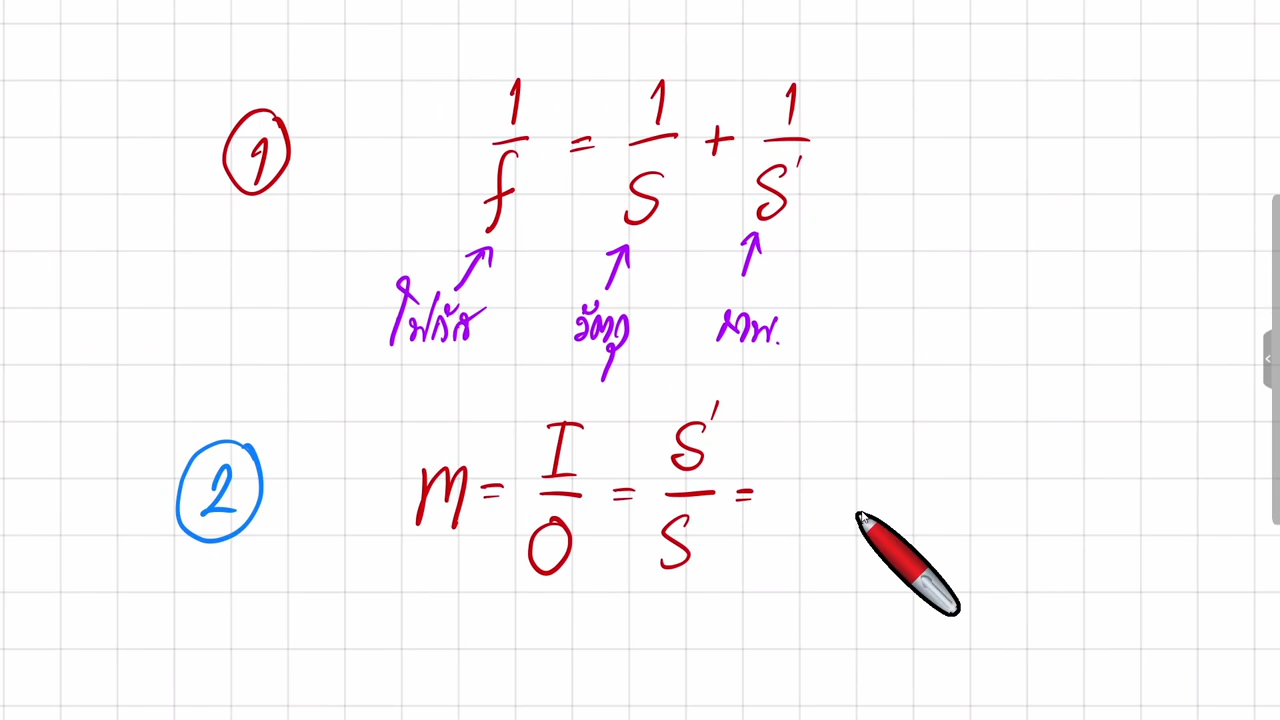 ① 1/f = 1/S + 1/S'
โฟกัส วัตถุ ภาพ.
② m = I/O = S'/S =